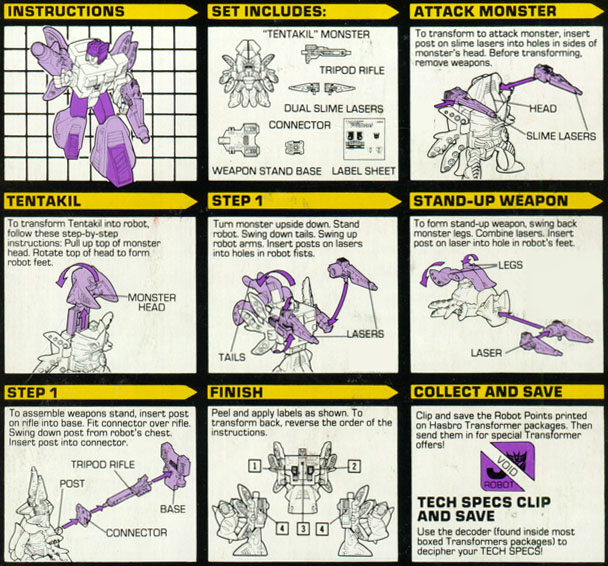 INSTRUCTIONS
SET INCLUDES:
"TENTAKIL" MONSTER
TRIPOD RIFLE
DUAL SLIME LASERS
CONNECTOR
WEAPON STAND BASE
LABEL SHEET
ATTACK MONSTER
To transform to attack monster, insert
post on slime lasers into holes in sides of
monster's head. Before transforming,
remove weapons.
HEAD
SLIME LASERS
TENTAKIL
To transform Tentakil into robot,
follow these step-by-step
instructions: Pull up top of monster
head. Rotate top of head to form
robot feet.
MONSTER
HEAD
STEP 1
Turn monster upside down. Stand
robot. Swing down tails. Swing up
robot arms. Insert posts on lasers
into holes in robot fists.
LASERS
TAILS
STAND-UP WEAPON
To form stand-up weapon, swing back
monster legs. Combine lasers. Insert
post on laser into hole in robot's feet.
LEGS
LASER
STEP 1
To assemble weapons stand, insert post
on rifle into base. Fit connector over rifle.
Swing down post from robot's chest.
Insert post into connector.
TRIPOD RIFLE
POST
BASE
CONNECTOR
FINISH
Peel and apply labels as shown. To
transform back, reverse the order of the
instructions.
1
2
4
3
4
COLLECT AND SAVE
Clip and save the Robot Points printed
on Hasbro Transformer packages. Then
send them in for special Transformer
offers!
VOID
ROBOT
TECH SPECS CLIP
AND SAVE
Use the decoder (found inside most
boxed Transformers packages) to
decipher your TECH SPECS!